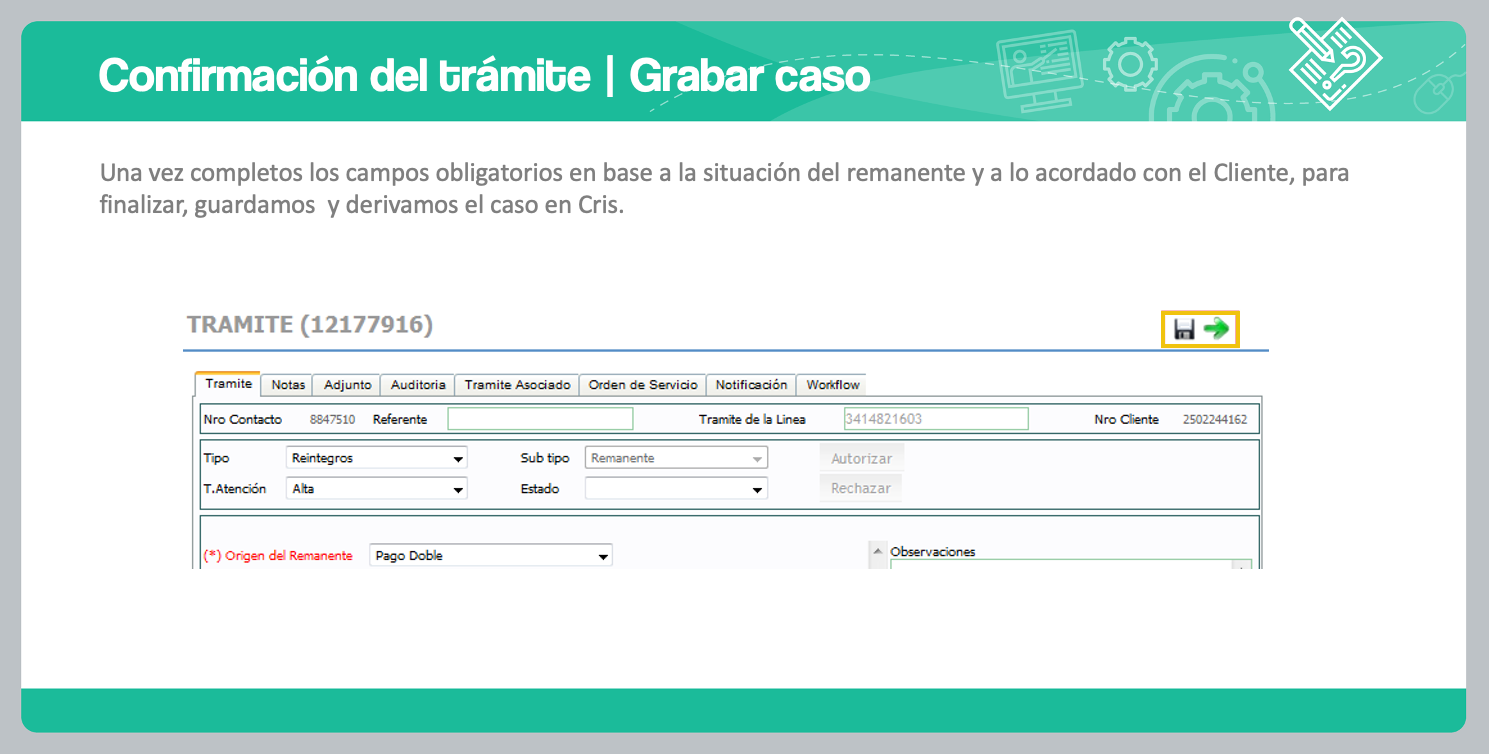 Confirmación del trámite | Grabar caso
Una vez completos los campos obligatorios en base a la situación del remanente y a lo acordado con el Cliente, para
finalizar, guardamos  y derivamos el caso en Cris.
TRAMITE (12177916)
Tramite Notas Adjunto Auditoria Tramite Asociado Orden de Servicio Notificación Workflow
Nro Contacto 8847510 Referente Tramite de la Linea 3414821603 Nro Cliente 2502244162
Tipo Reintegros Sub tipo Remanente Autorizar
T.Atención Alta Estado Rechazar
(*) Origen del Remanente Pago Doble Observaciones